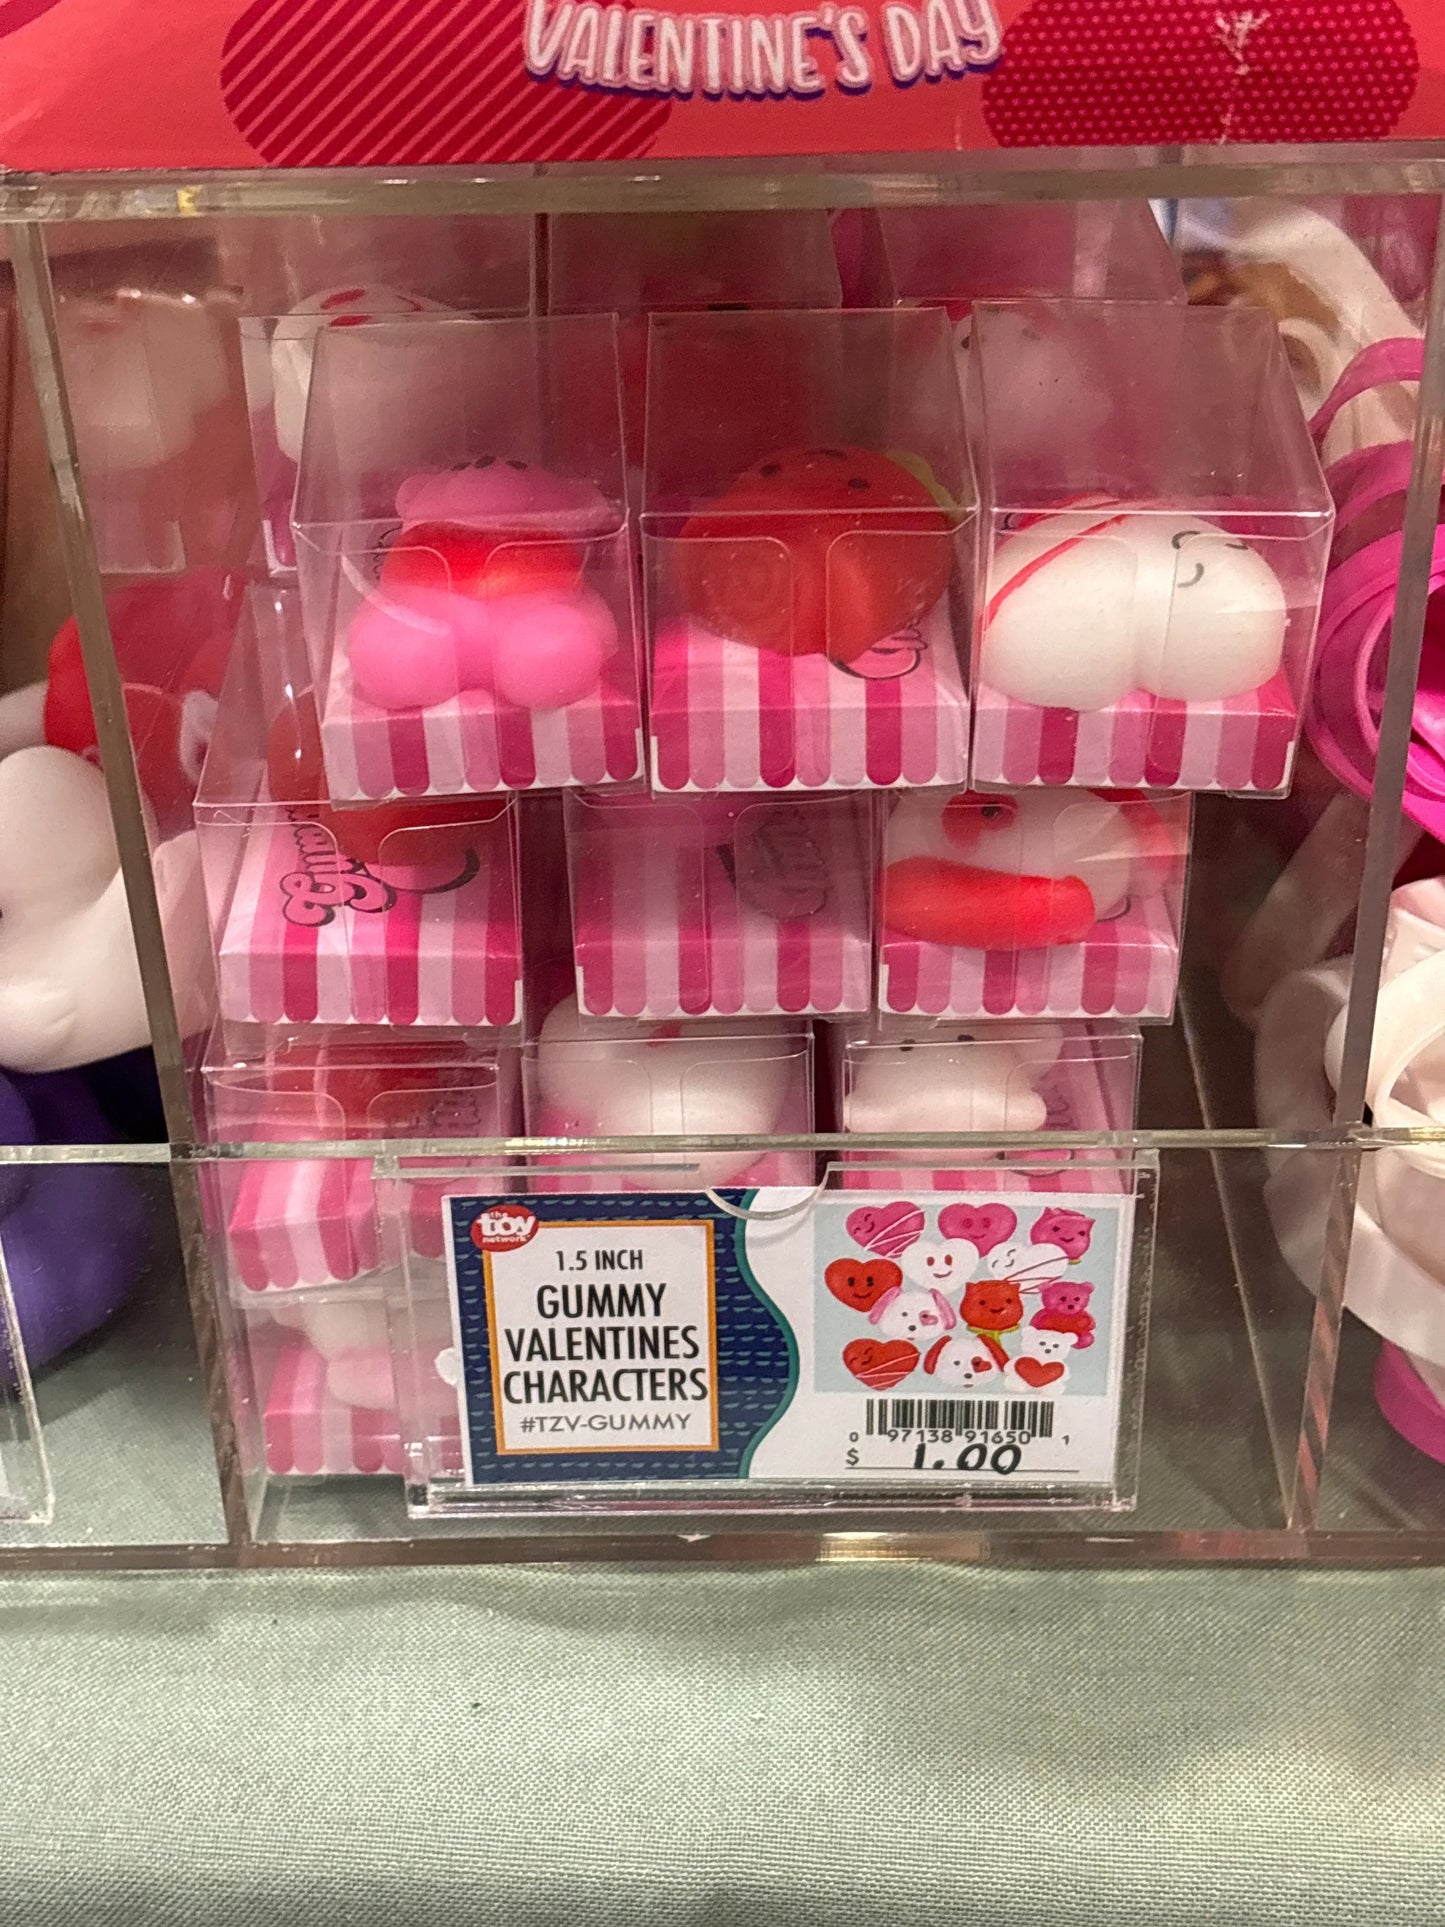 VALENTINE'S DAY
Gummy
the
toy
network
1.5 INCH
GUMMY
VALENTINES
CHARACTERS
#TZV-GUMMY
0 97138 91650 1
$ 1.00